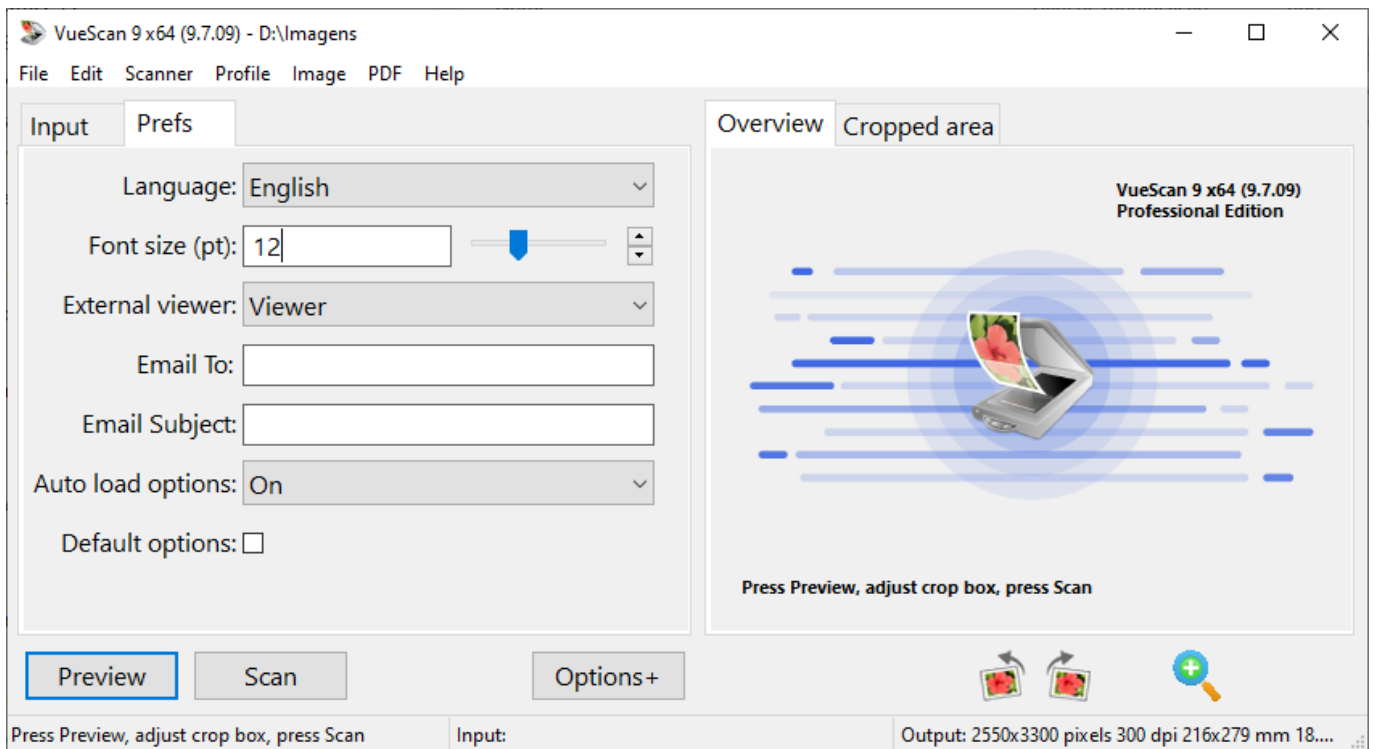 VueScan 9 x64 (9.7.09) - D:\Imagens
File Edit Scanner Profile Image PDF Help
Input Prefs
Language: English
Font size (pt): 12
External viewer: Viewer
Email To:
Email Subject:
Auto load options: On
Default options:
Preview Scan Options+
Overview Cropped area
VueScan 9 x64 (9.7.09)
Professional Edition
Press Preview, adjust crop box, press Scan
Press Preview, adjust crop box, press Scan Input: Output: 2550x3300 pixels 300 dpi 216x279 mm 18....